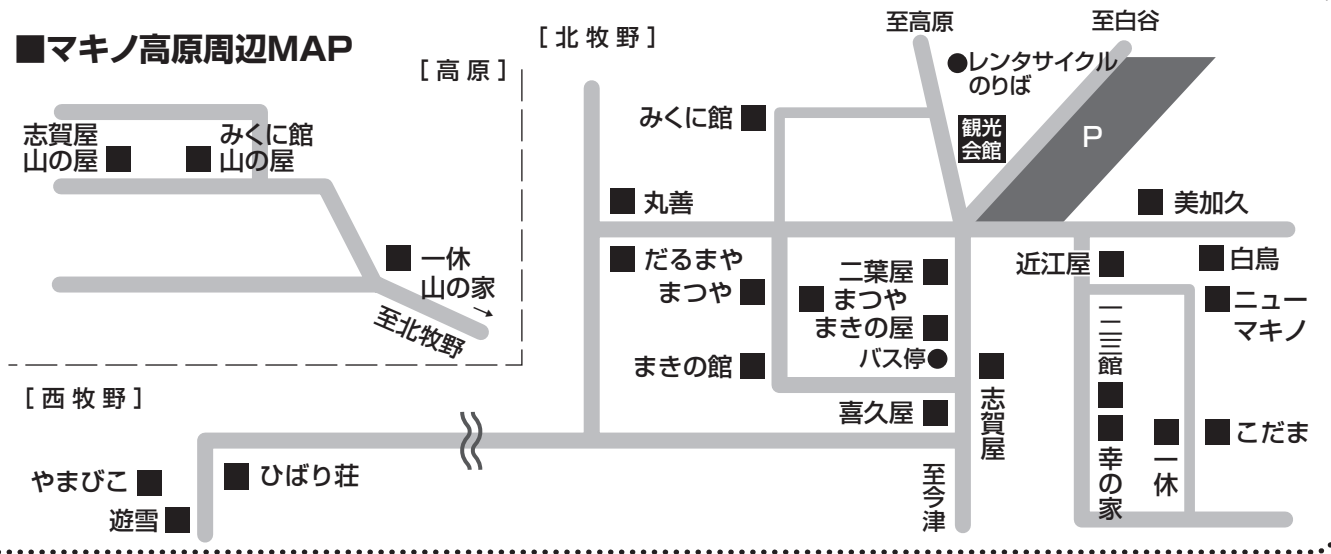 ■マキノ高原周辺MAP
[高原]
志賀屋
山の屋
みくに館
山の屋
一休
山の家
→
至北牧野
[北牧野]
至高原
至白谷
●レンタサイクル
のりば
みくに館
観光
会館
P
丸善
美加久
だるまや
まつや
二葉屋
まつや
まきの屋
バス停●
近江屋
白鳥
ニュー
マキノ
まきの館
志賀屋
一二三館
喜久屋
幸の家
一休
こだま
至今津
[西牧野]
やまびこ
ひばり荘
遊雪